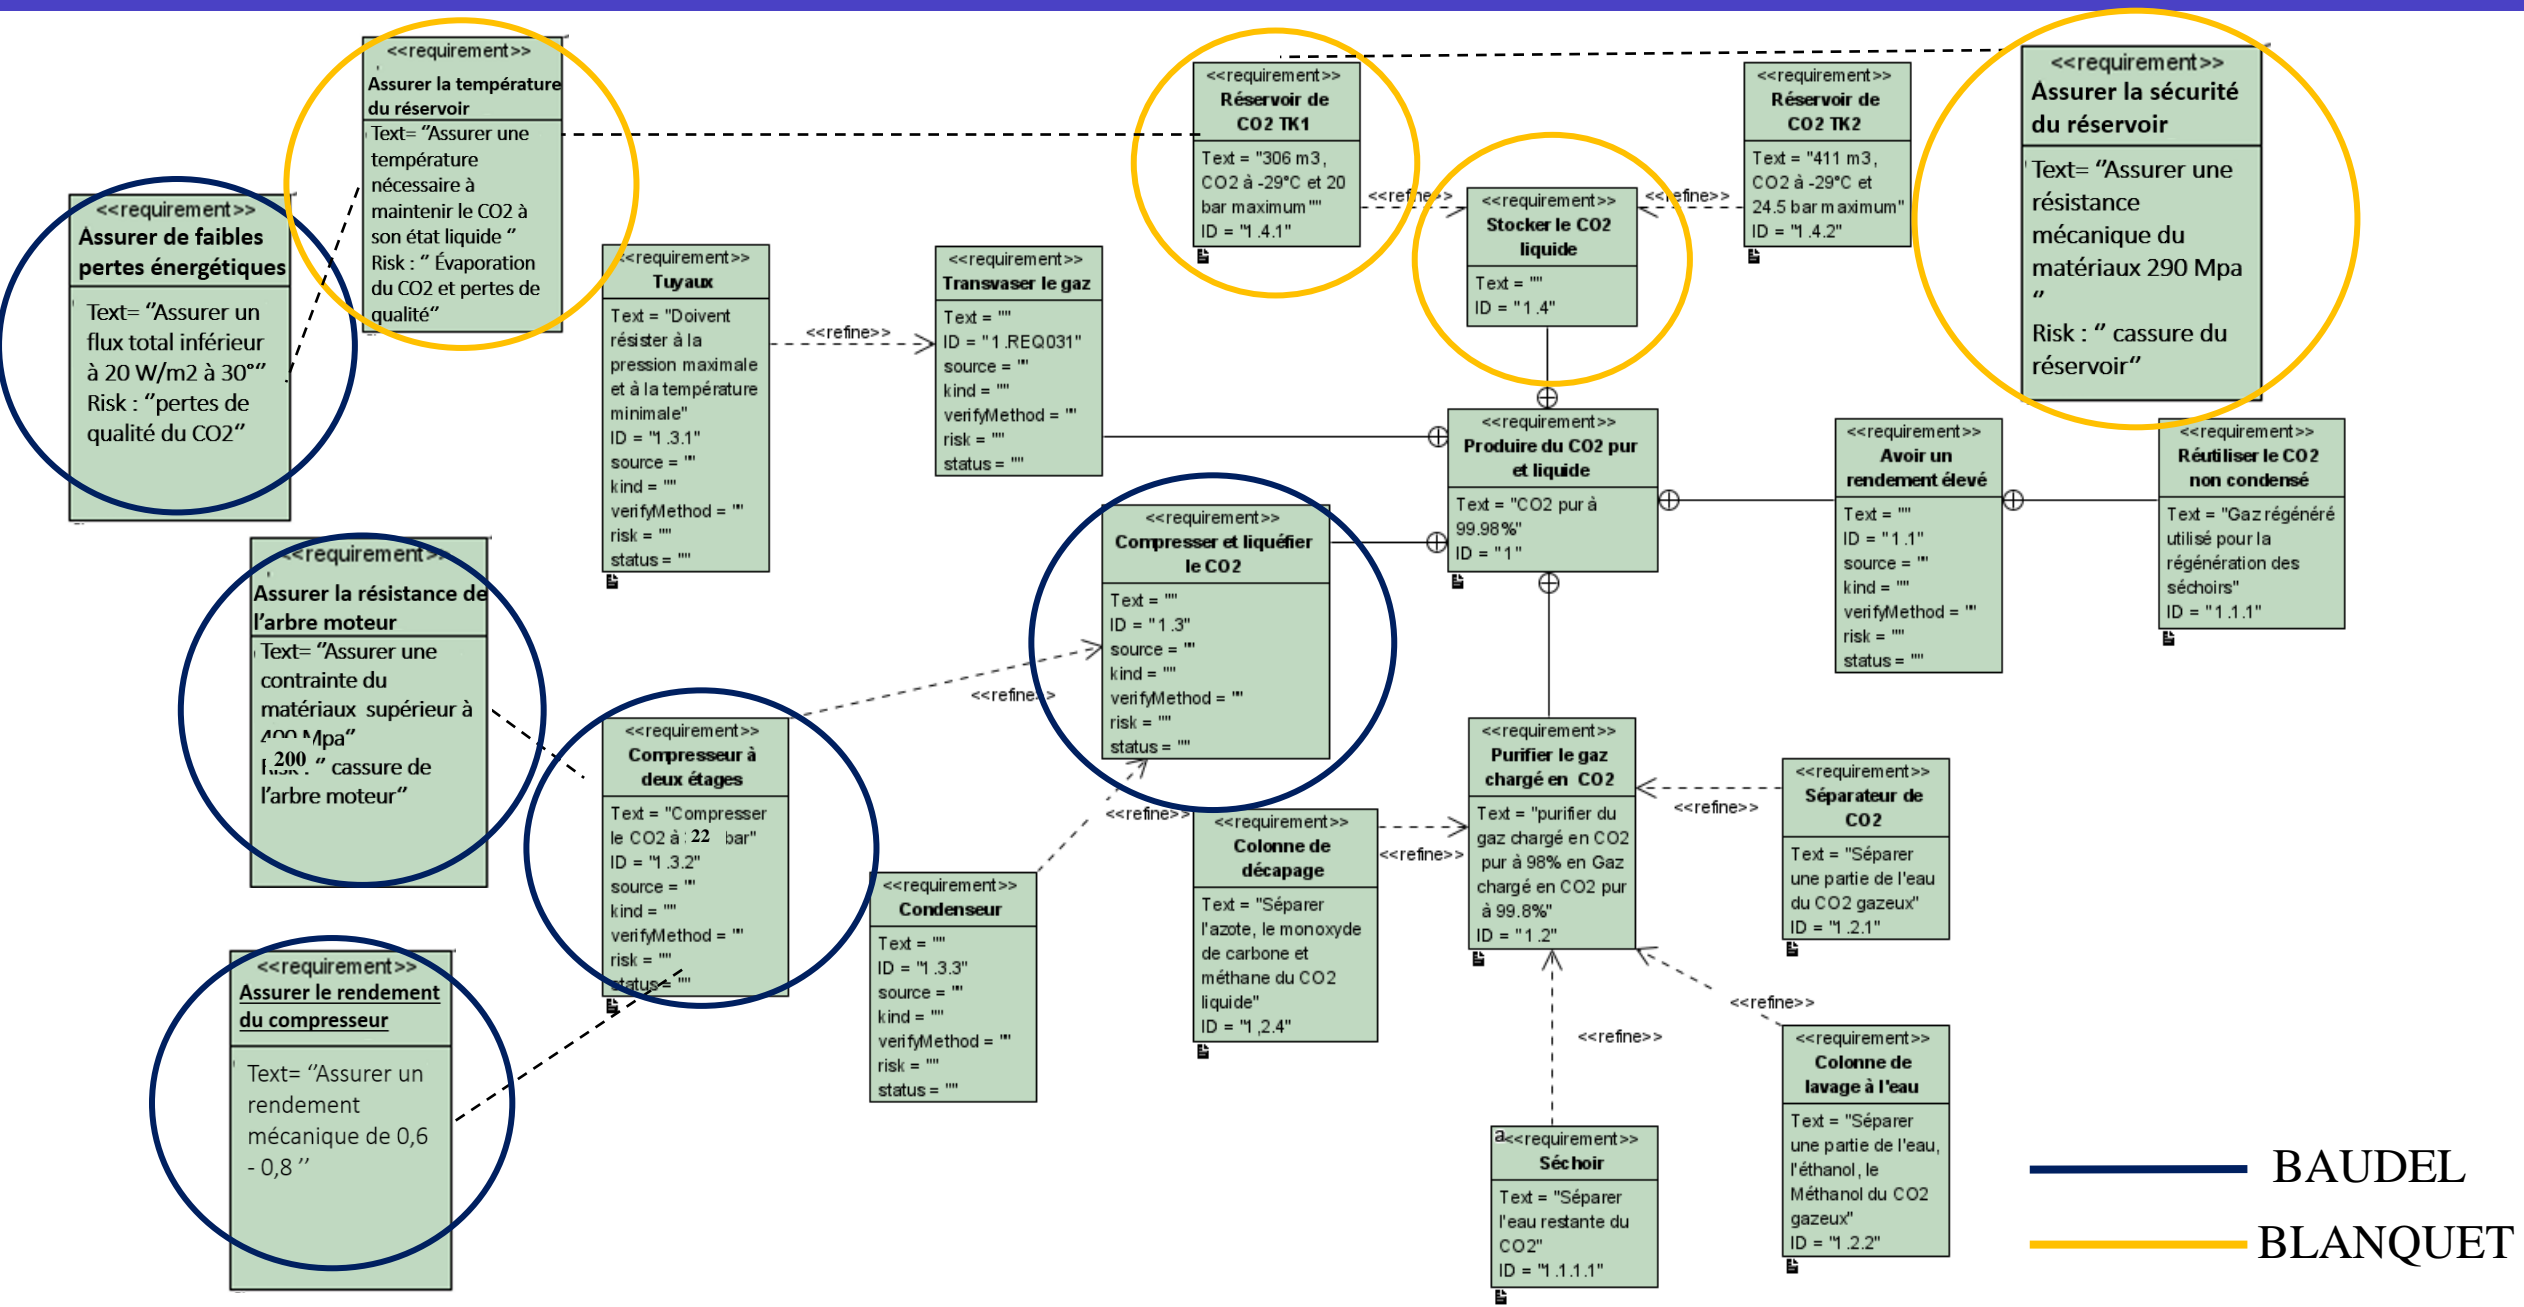 <<requirement>>
Assurer la température
du réservoir
Text= “Assurer une
température
nécessaire à
maintenir le CO2 à
son état liquide “
Risk : “ Évaporation
du CO2 et pertes de
qualité“
<<requirement>>
Assurer de faibles
pertes énergétiques
Text= “Assurer un
flux total inférieur
à 20 W/m2 à 30°“
Risk : “pertes de
qualité du CO2“
<<requirement>>
Tuyaux
Text = "Doivent
résister à la
pression maximale
et à la température
minimale"
ID = "1.3.1"
source = ""
kind = ""
verifyMethod = ""
risk = ""
status = ""
<<refine>>
<<requirement>>
Transvaser le gaz
Text = ""
ID = "1.REQ031"
source = ""
kind = ""
verifyMethod = ""
risk = ""
status = ""
<<requirement>>
Réservoir de
CO2 TK1
Text = "306 m3,
CO2 à -29°C et 20
bar maximum""
ID = "1.4.1"
<<refine>>
<<requirement>>
Stocker le CO2
liquide
Text = ""
ID = "1.4"
<<refine>>
<<requirement>>
Réservoir de
CO2 TK2
Text = "411 m3,
CO2 à -29°C et
24.5 bar maximum"
ID = "1.4.2"
<<requirement>>
Assurer la sécurité
du réservoir
Text= “Assurer une
résistance
mécanique du
matériaux 290 Mpa
“
Risk : “ cassure du
réservoir“
<<requirement>>
Produire du CO2 pur
et liquide
Text = "CO2 pur à
99.98%"
ID = "1"
<<requirement>>
Avoir un
rendement élevé
Text = ""
ID = "1.1"
source = ""
kind = ""
verifyMethod = ""
risk = ""
status = ""
<<requirement>>
Réutiliser le CO2
non condensé
Text = "Gaz régénéré
utilisé pour la
régénération des
séchoirs"
ID = "1.1.1"
<<requirement>>
Compresser et liquéfier
le CO2
Text = ""
ID = "1.3"
source = ""
kind = ""
verifyMethod = ""
risk = ""
status = ""
<<requirement>>
Assurer la résistance de
l’arbre moteur
Text= “Assurer une
contrainte du
matériaux supérieur à
400 Mpa“
200
Risk : “ cassure de
l’arbre moteur“
<<refine>>
<<requirement>>
Compresseur à
deux étages
Text = "Compresser
le CO2 à 22 bar"
ID = "1.3.2"
source = ""
kind = ""
verifyMethod = ""
risk = ""
status = ""
<<refine>>
<<requirement>>
Condenseur
Text = ""
ID = "1.3.3"
source = ""
kind = ""
verifyMethod = ""
risk = ""
status = ""
<<requirement>>
Colonne de
décapage
Text = "Séparer
l'azote, le monoxyde
de carbone et
méthane du CO2
liquide"
ID = "1,2.4"
<<refine>>
<<requirement>>
Purifier le gaz
chargé en CO2
Text = "purifier du
gaz chargé en CO2
pur à 98% en Gaz
chargé en CO2 pur
à 99.8%"
ID = "1.2"
<<refine>>
<<requirement>>
Séparateur de
CO2
Text = "Séparer
une partie de l'eau
du CO2 gazeux"
ID = "1.2.1"
<<requirement>>
Assurer le rendement
du compresseur
Text= “Assurer un
rendement
mécanique de 0,6
- 0,8 ”
<<refine>>
<<refine>>
<<requirement>>
Colonne de
lavage à l'eau
Text = "Séparer
une partie de l'eau,
l'éthanol, le
Méthanol du CO2
gazeux"
ID = "1.2.2"
a<<requirement>>
Séchoir
Text = "Séparer
l'eau restante du
CO2"
ID = "1.1.1.1"
BAUDEL
BLANQUET